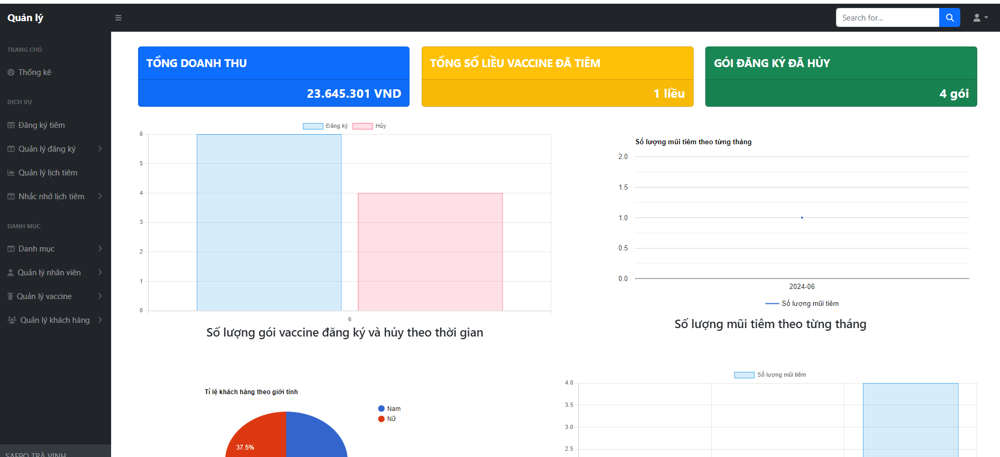 Quản lý
Search for...
TRANG CHỦ
Thống kê
DỊCH VỤ
Đăng ký tiêm
Quản lý đăng ký
Quản lý lịch tiêm
Nhắc nhở lịch tiêm
DANH MỤC
Danh mục
Quản lý nhân viên
Quản lý vaccine
Quản lý khách hàng
SAFPO TRÀ VINH
TỔNG DOANH THU
23.645.301 VND
TỔNG SỐ LIỀU VACCINE ĐÃ TIÊM
1 liều
GÓI ĐĂNG KÝ ĐÃ HỦY
4 gói
Đăng ký Hủy
6
5
4
3
2
1
0
6
Số lượng gói vaccine đăng ký và hủy theo thời gian
Số lượng mũi tiêm theo từng tháng
2.0
1.5
1.0
0.5
0.0
2024-06
Số lượng mũi tiêm
Số lượng mũi tiêm theo từng tháng
Tỉ lệ khách hàng theo giới tính
Nam
Nữ
37.5%
Số lượng mũi tiêm
4.0
3.5
3.0
2.5